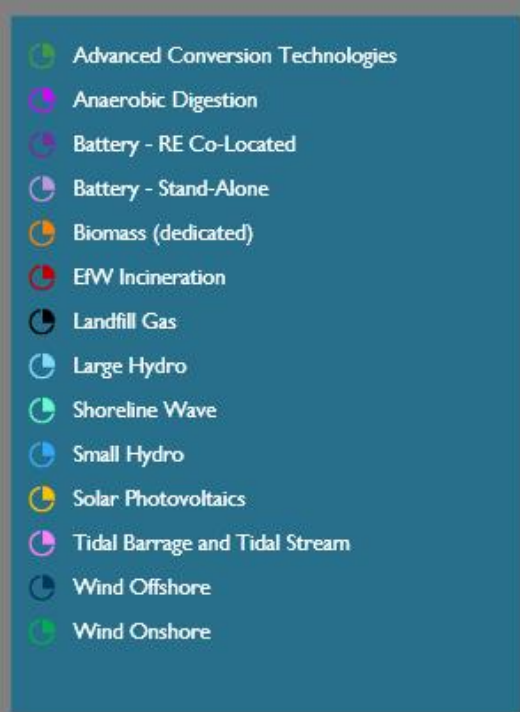 Advanced Conversion Technologies
Anaerobic Digestion
Battery - RE Co-Located
Battery - Stand-Alone
Biomass (dedicated)
EfW Incineration
Landfill Gas
Large Hydro
Shoreline Wave
Small Hydro
Solar Photovoltaics
Tidal Barrage and Tidal Stream
Wind Offshore
Wind Onshore